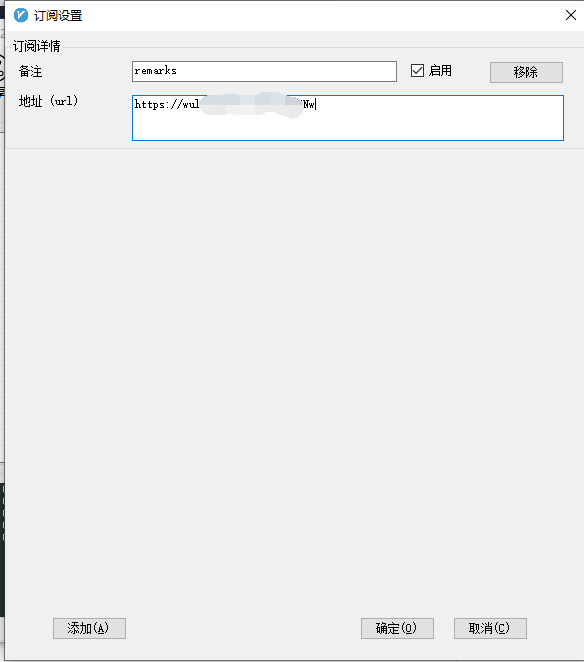 订阅设置
订阅详情
备注 remarks 启用 移除
地址 (url) https://wul Nw
添加(A) 确定(O) 取消(C)